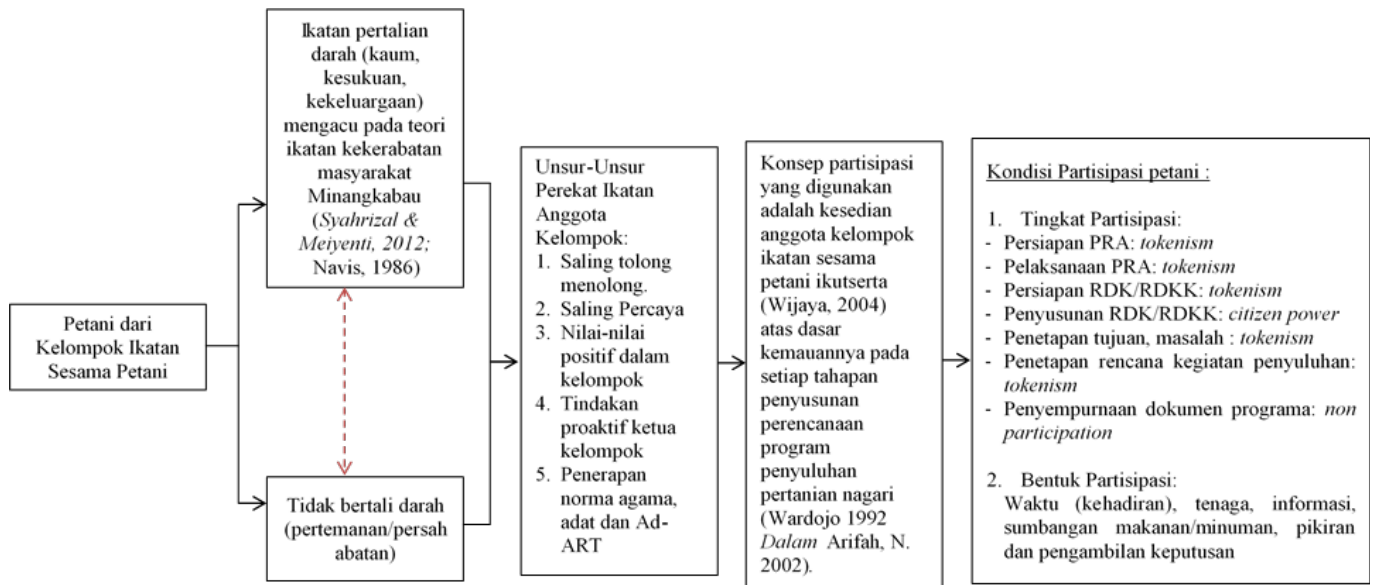 Petani dari
Kelompok Ikatan
Sesama Petani
Ikatan pertalian
darah (kaum,
kesukuan,
kekeluargaan)
mengacu pada teori
ikatan kekerabatan
masyarakat
Minangkabau
(Syahrizal &
Meiyenti, 2012;
Navis, 1986)
Tidak bertali darah
(pertemanan/persah
abatan)
Unsur-Unsur
Perekat Ikatan
Anggota
Kelompok:
1. Saling tolong
menolong.
2. Saling Percaya
3. Nilai-nilai
positif dalam
kelompok
4. Tindakan
proaktif ketua
kelompok
5. Penerapan
norma agama,
adat dan Ad-
ART
Konsep partisipasi
yang digunakan
adalah kesedian
anggota kelompok
ikatan sesama
petani ikutserta
(Wijaya, 2004)
atas dasar
kemauannya pada
setiap tahapan
penyusunan
perencanaan
program
penyuluhan
pertanian nagari
(Wardojo 1992
Dalam Arifah, N.
2002).
Kondisi Partisipasi petani :
1. Tingkat Partisipasi:
- Persiapan PRA: tokenism
- Pelaksanaan PRA: tokenism
- Persiapan RDK/RDKK: tokenism
- Penyusunan RDK/RDKK: citizen power
- Penetapan tujuan, masalah : tokenism
- Penetapan rencana kegiatan penyuluhan:
tokenism
- Penyempurnaan dokumen programa: non
participation
2. Bentuk Partisipasi:
Waktu (kehadiran), tenaga, informasi,
sumbangan makanan/minuman, pikiran
dan pengambilan keputusan